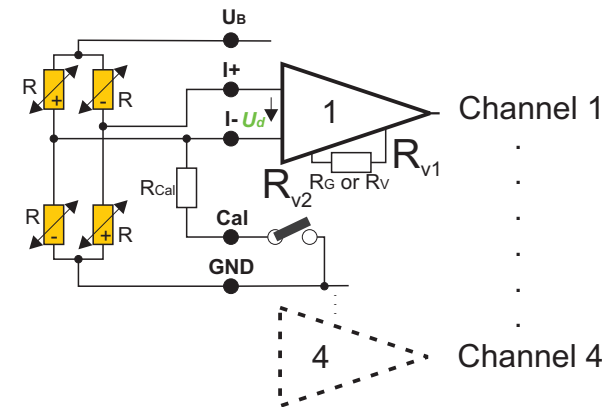 UB
I+
R
+
-
R
1
Channel 1
I- Ud
RCal
RG or RV
Rv1
Rv2
R
-
+
R
Cal
GND
4
Channel 4